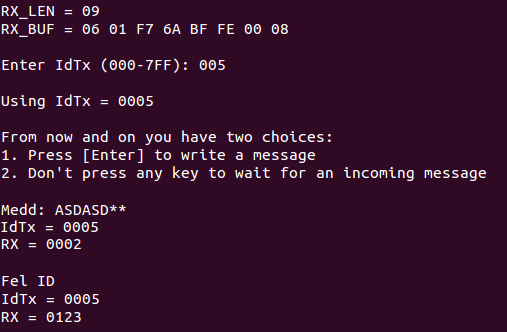 RX_LEN = 09
RX_BUF = 06 01 F7 6A BF FE 00 08
Enter IdTx (000-7FF): 005
Using IdTx = 0005
From now and on you have two choices:
1. Press [Enter] to write a message
2. Don't press any key to wait for an incoming message
Medd: ASDASD**
IdTx = 0005
RX = 0002
Fel ID
IdTx = 0005
RX = 0123